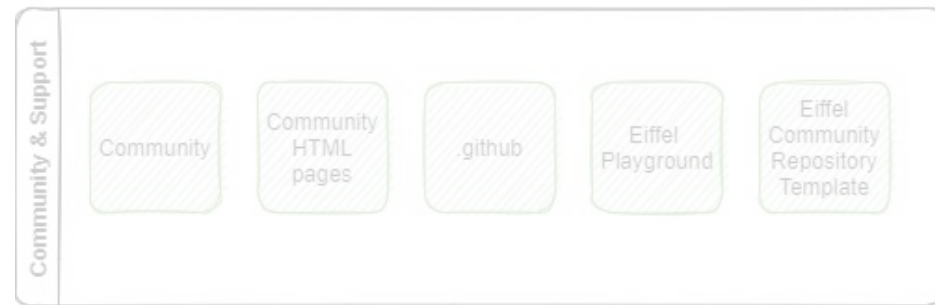 Community & Support
Community
Community
HTML
pages
.github
Eiffel
Playground
Eiffel
Community
Repository
Template